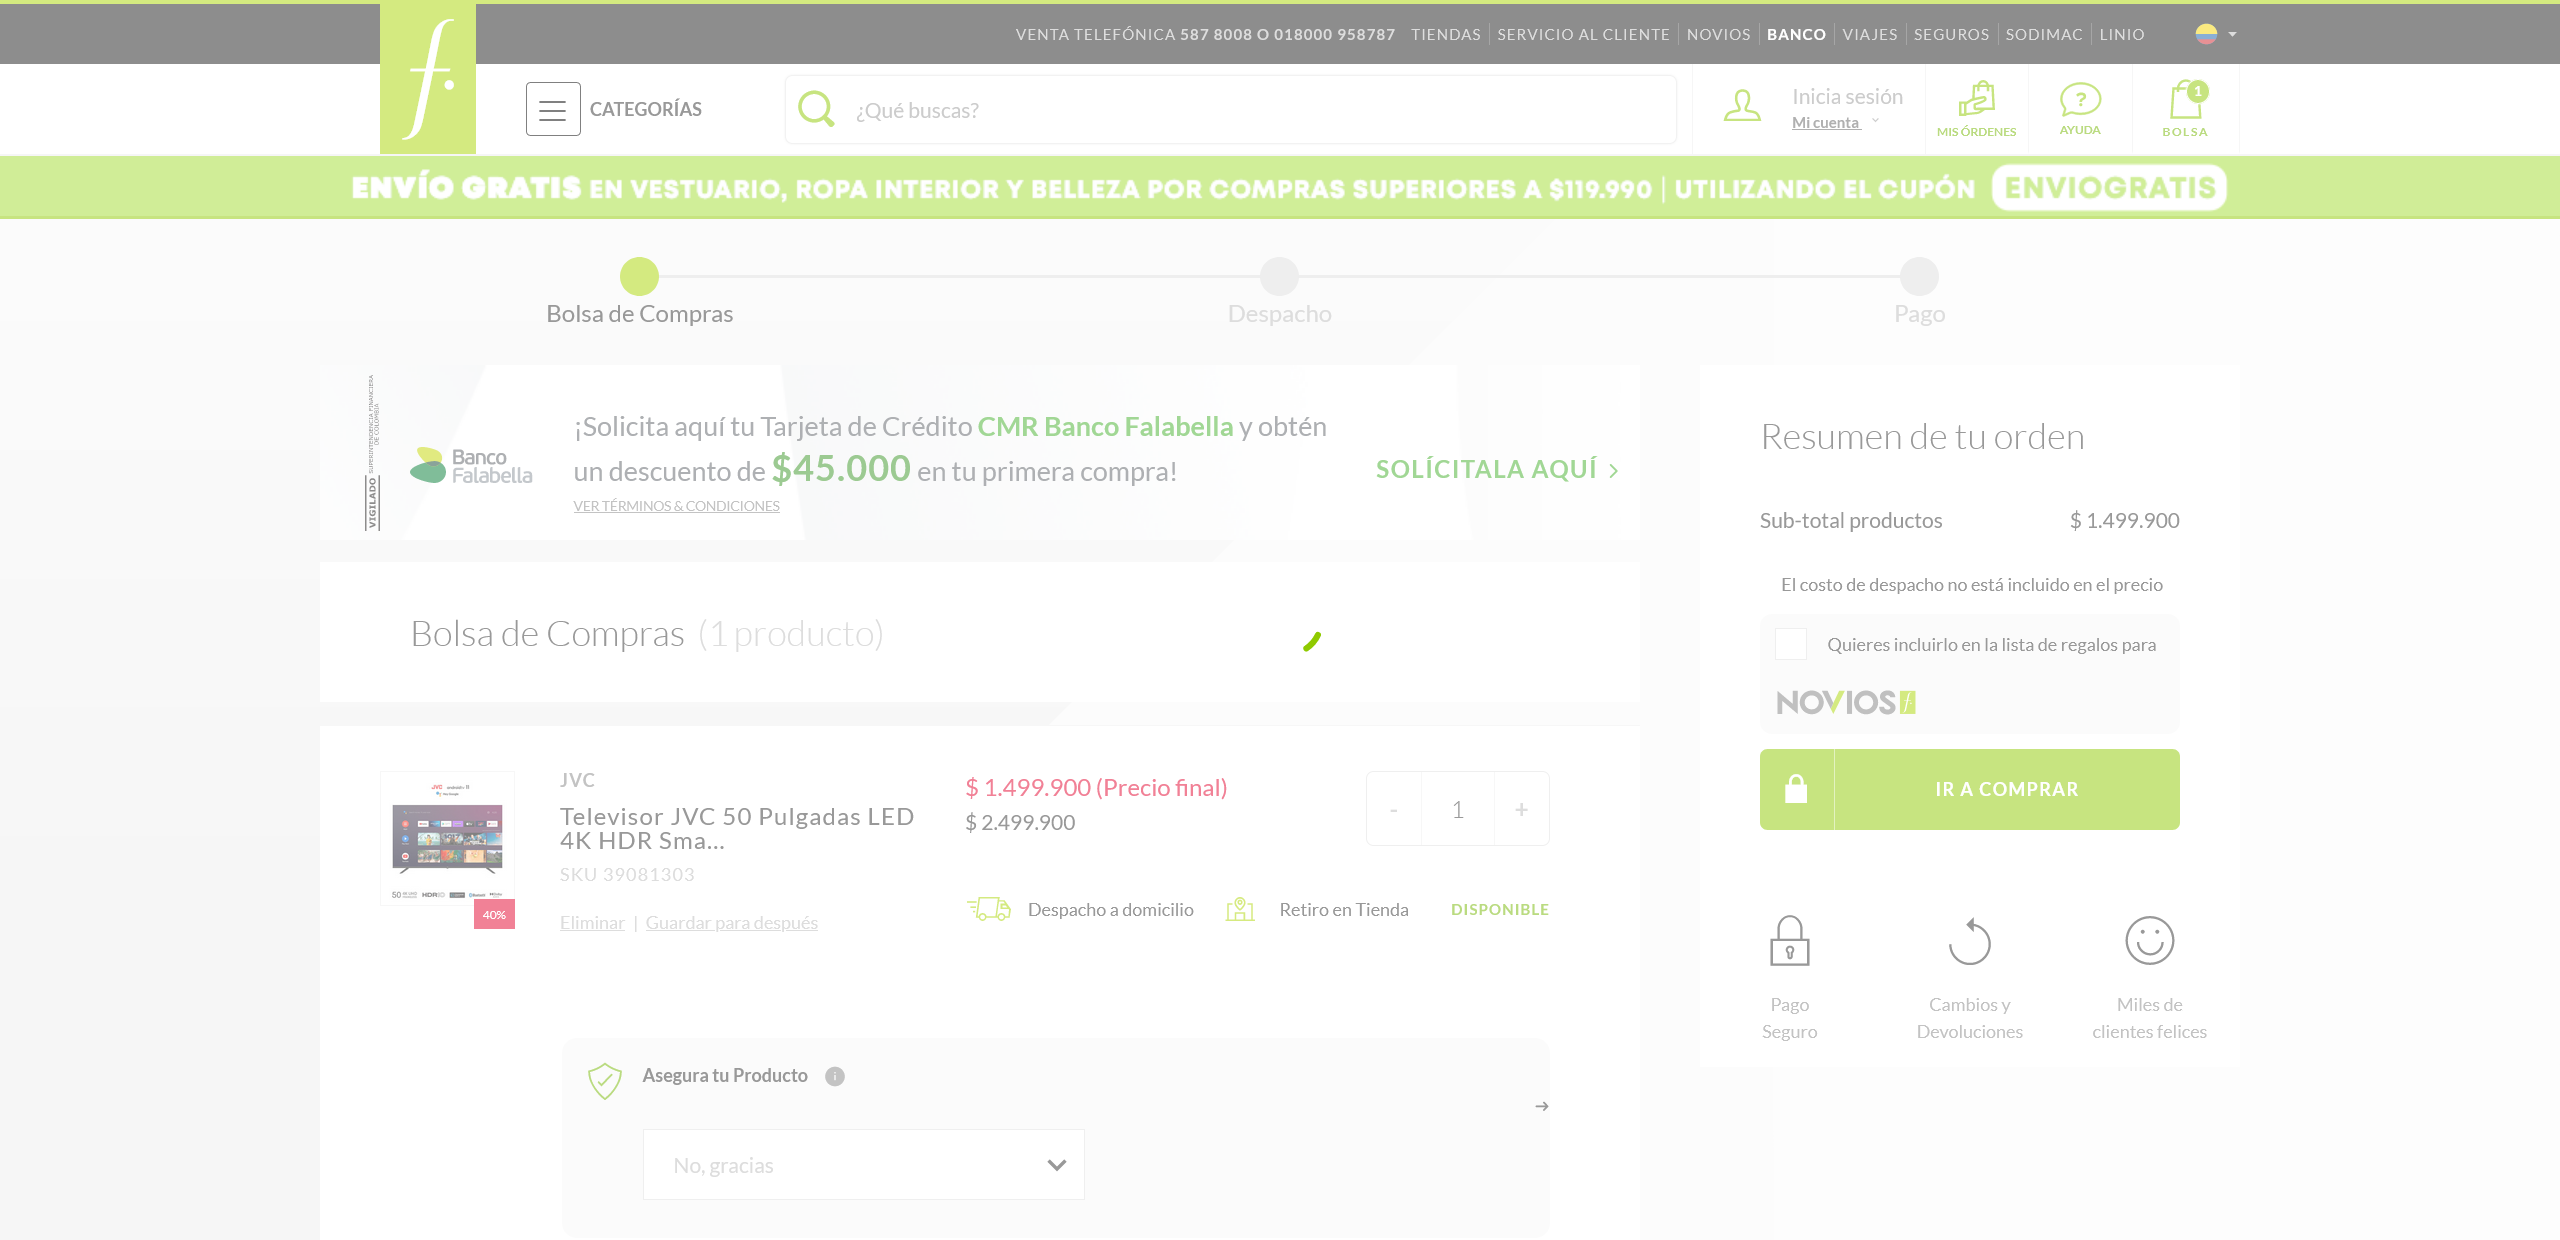 VENTA TELEFÓNICA 587 8008 O 018000 958787 TIENDAS SERVICIO AL CLIENTE NOVIOS BANCO VIAJES SEGUROS SODIMAC LINIO
f.
CATEGORÍAS
¿Qué buscas?
Inicia sesión
Mi cuenta
MIS ÓRDENES
AYUDA
1
BOLSA
ENVÍO GRATIS EN VESTUARIO, ROPA INTERIOR Y BELLEZA POR COMPRAS SUPERIORES A $119.990 | UTILIZANDO EL CUPÓN ENVIOGRATIS
Bolsa de Compras
Despacho
Pago
VIGILADO SUPERINTENDENCIA FINANCIERA
DE COLOMBIA
Banco
Falabella
¡Solicita aquí tu Tarjeta de Crédito CMR Banco Falabella y obtén
un descuento de $45.000 en tu primera compra!
VER TÉRMINOS & CONDICIONES
SOLÍCITALA AQUÍ
Bolsa de Compras (1 producto)
JVC
50
HDR
40%
JVC
Televisor JVC 50 Pulgadas LED
4K HDR Sma...
SKU 39081303
Eliminar | Guardar para después
$ 1.499.900 (Precio final)
$ 2.499.900
- 1 +
Despacho a domicilio
Retiro en Tienda
DISPONIBLE
Asegura tu Producto
No, gracias
Resumen de tu orden
Sub-total productos $ 1.499.900
El costo de despacho no está incluido en el precio
Quieres incluirlo en la lista de regalos para
NOVIOS f.
IR A COMPRAR
Pago
Seguro
Cambios y
Devoluciones
Miles de
clientes felices